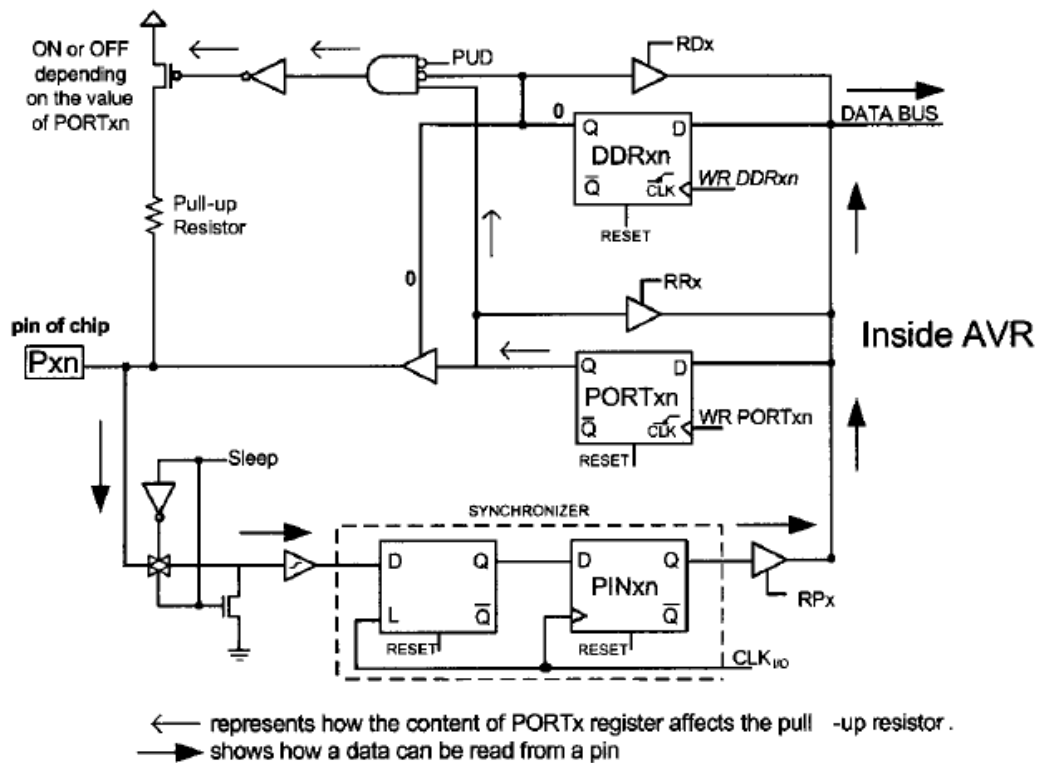 ON or OFF
depending
on the value
of PORTxn
PUD
RDx
DATA BUS
0
Q D
DDRxn
Q̅ CLK
WR DDRxn
RESET
Pull-up
Resistor
0
RRx
pin of chip
Pxn
Inside AVR
Q D
PORTxn
Q̅ CLK
WR PORTxn
RESET
Sleep
SYNCHRONIZER
D Q
L Q̅
RESET
D Q
PINxn
Q̅
RESET
RPx
CLK I/O
represents how the content of PORTx register affects the pull -up resistor .
shows how a data can be read from a pin